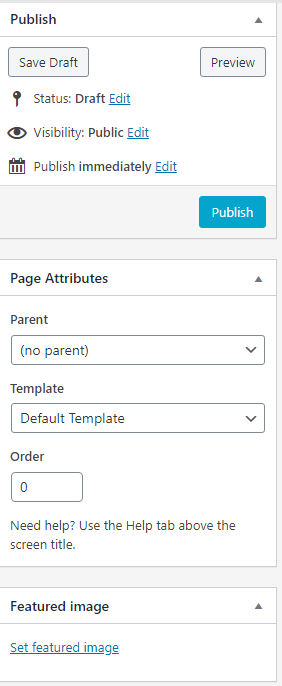 Publish
Save Draft
Preview
Status: Draft Edit
Visibility: Public Edit
Publish immediately Edit
Publish
Page Attributes
Parent
(no parent)
Template
Default Template
Order
0
Need help? Use the Help tab above the
screen title.
Featured image
Set featured image